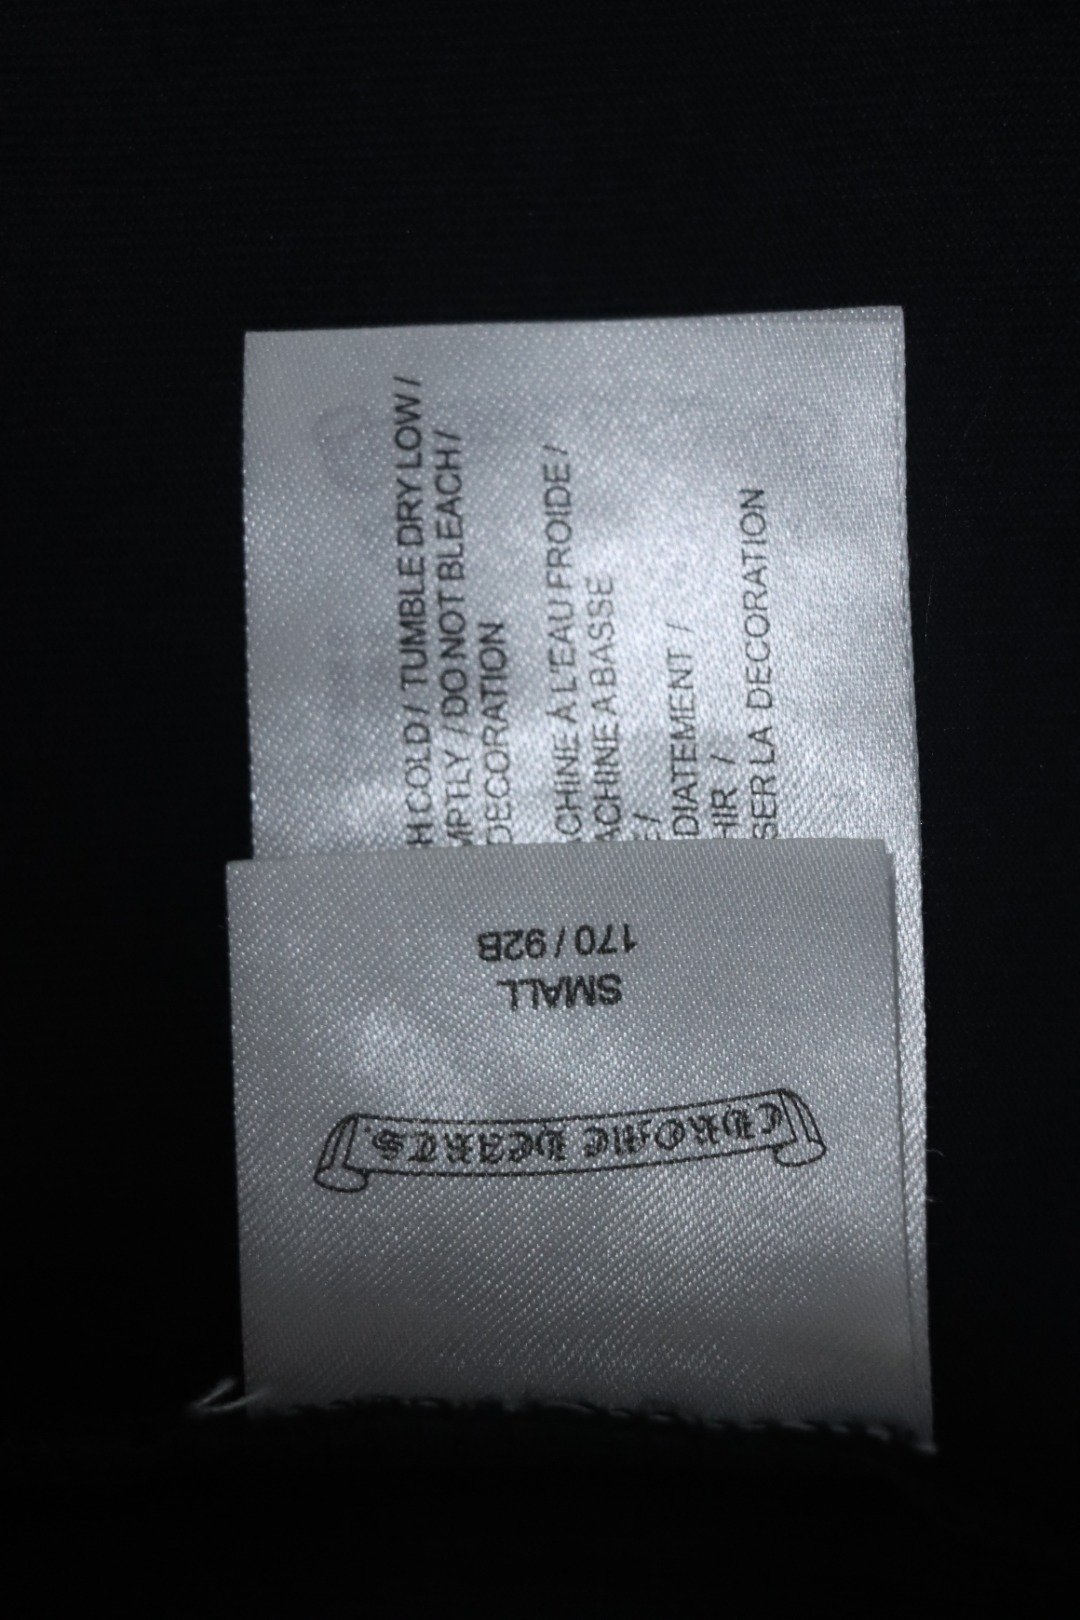 H COLD / TUMBLE DRY LOW /
MPTLY / DO NOT BLEACH /
DECORATION
CHINE À L'EAU FROIDE /
ACHINE A BASSE
/
DIATEMENT /
HIR /
SER LA DECORATION
CHROME HEARTS
SMALL
170 / 92B